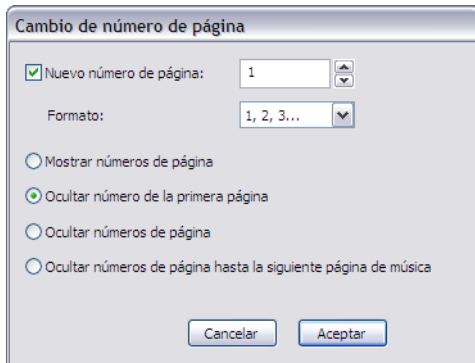 Cambio de número de página
Nuevo número de página: 1
Formato: 1, 2, 3...
Mostrar números de página
Ocultar número de la primera página
Ocultar números de página
Ocultar números de página hasta la siguiente página de música
Cancelar Aceptar